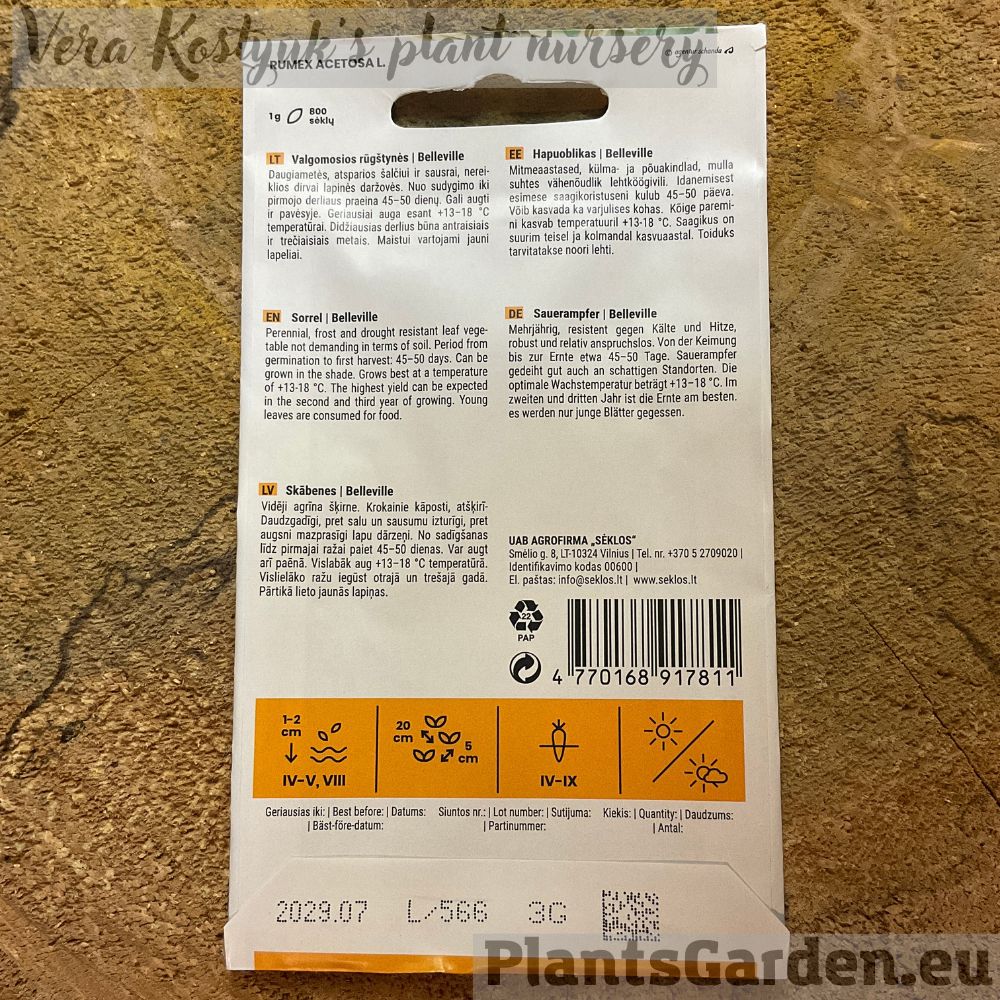 Vera Kostyuk's plant nursery
RUMEX ACETOSA L.
© agentur schanda
1g 800 sėklų
LT Valgomosios rūgštynės | Belleville
Daugiametės, atsparios šalčiui ir sausrai, nerei-
klios dirvai lapinės daržovės. Nuo sudygimo iki
pirmojo derliaus praeina 45–50 dienų. Gali augti
ir pavėsyje. Geriausiai auga esant +13–18 °C
temperatūrai. Didžiausias derlius būna antraisiais
ir trečiaisiais metais. Maistui vartojami jauni
lapeliai.
EE Hapuoblikas | Belleville
Mitmeaastased, külma- ja põuakindlad, mulla
suhtes vähenõudlik lehtköögivili. Idanemisest
esimese saagikoristuseni kulub 45–50 päeva.
Võib kasvada ka varjulises kohas. Kõige paremi-
ni kasvab temperatuuril +13-18 °C. Saagikus on
suurim teisel ja kolmandal kasvuaastal. Toiduks
tarvitatakse noori lehti.
EN Sorrel | Belleville
Perennial, frost and drought resistant leaf vege-
table not demanding in terms of soil. Period from
germination to first harvest: 45–50 days. Can be
grown in the shade. Grows best at a temperature
of +13-18 °C. The highest yield can be expected
in the second and third year of growing. Young
leaves are consumed for food.
DE Sauerampfer | Belleville
Mehrjährig, resistent gegen Kälte und Hitze,
robust und relativ anspruchslos. Von der Keimung
bis zur Ernte etwa 45–50 Tage. Sauerampfer
gedeiht gut auch an schattigen Standorten. Die
optimale Wachstemperatur beträgt +13–18 °C. Im
zweiten und dritten Jahr ist die Ernte am besten.
es werden nur junge Blätter gegessen.
LV Skābenes | Belleville
Vidēji agrīna šķirne. Krokainie kāposti, atšķirī-
Daudzgadīgi, pret salu un sausumu izturīgi, pret
augsni mazprasīgi lapu dārzeņi. No sadīgšanas
līdz pirmajai ražai paiet 45–50 dienas. Var augt
arī paēnā. Vislabāk aug +13–18 °C temperatūrā.
Vislielāko ražu iegūst otrajā un trešajā gadā.
Pārtikā lieto jaunās lapiņas.
UAB AGROFIRMA „SĖKLOS"
Smėlio g. 8, LT-10324 Vilnius | Tel. nr. +370 5 2709020 |
Identifikavimo kodas 00600 |
El. paštas: info@seklos.lt | www.seklos.lt
22
PAP
4 770168 917811
1–2 cm
IV–V, VIII
20 cm
5 cm
IV–IX
Geriausias iki: | Best before: | Datums:
| Bäst-före-datum:
Siuntos nr.: | Lot number: | Sutijuma:
| Partinummer:
Kiekis: | Quantity: | Daudzums:
| Antal:
2029.07 L/566 3G
PlantsGarden.eu